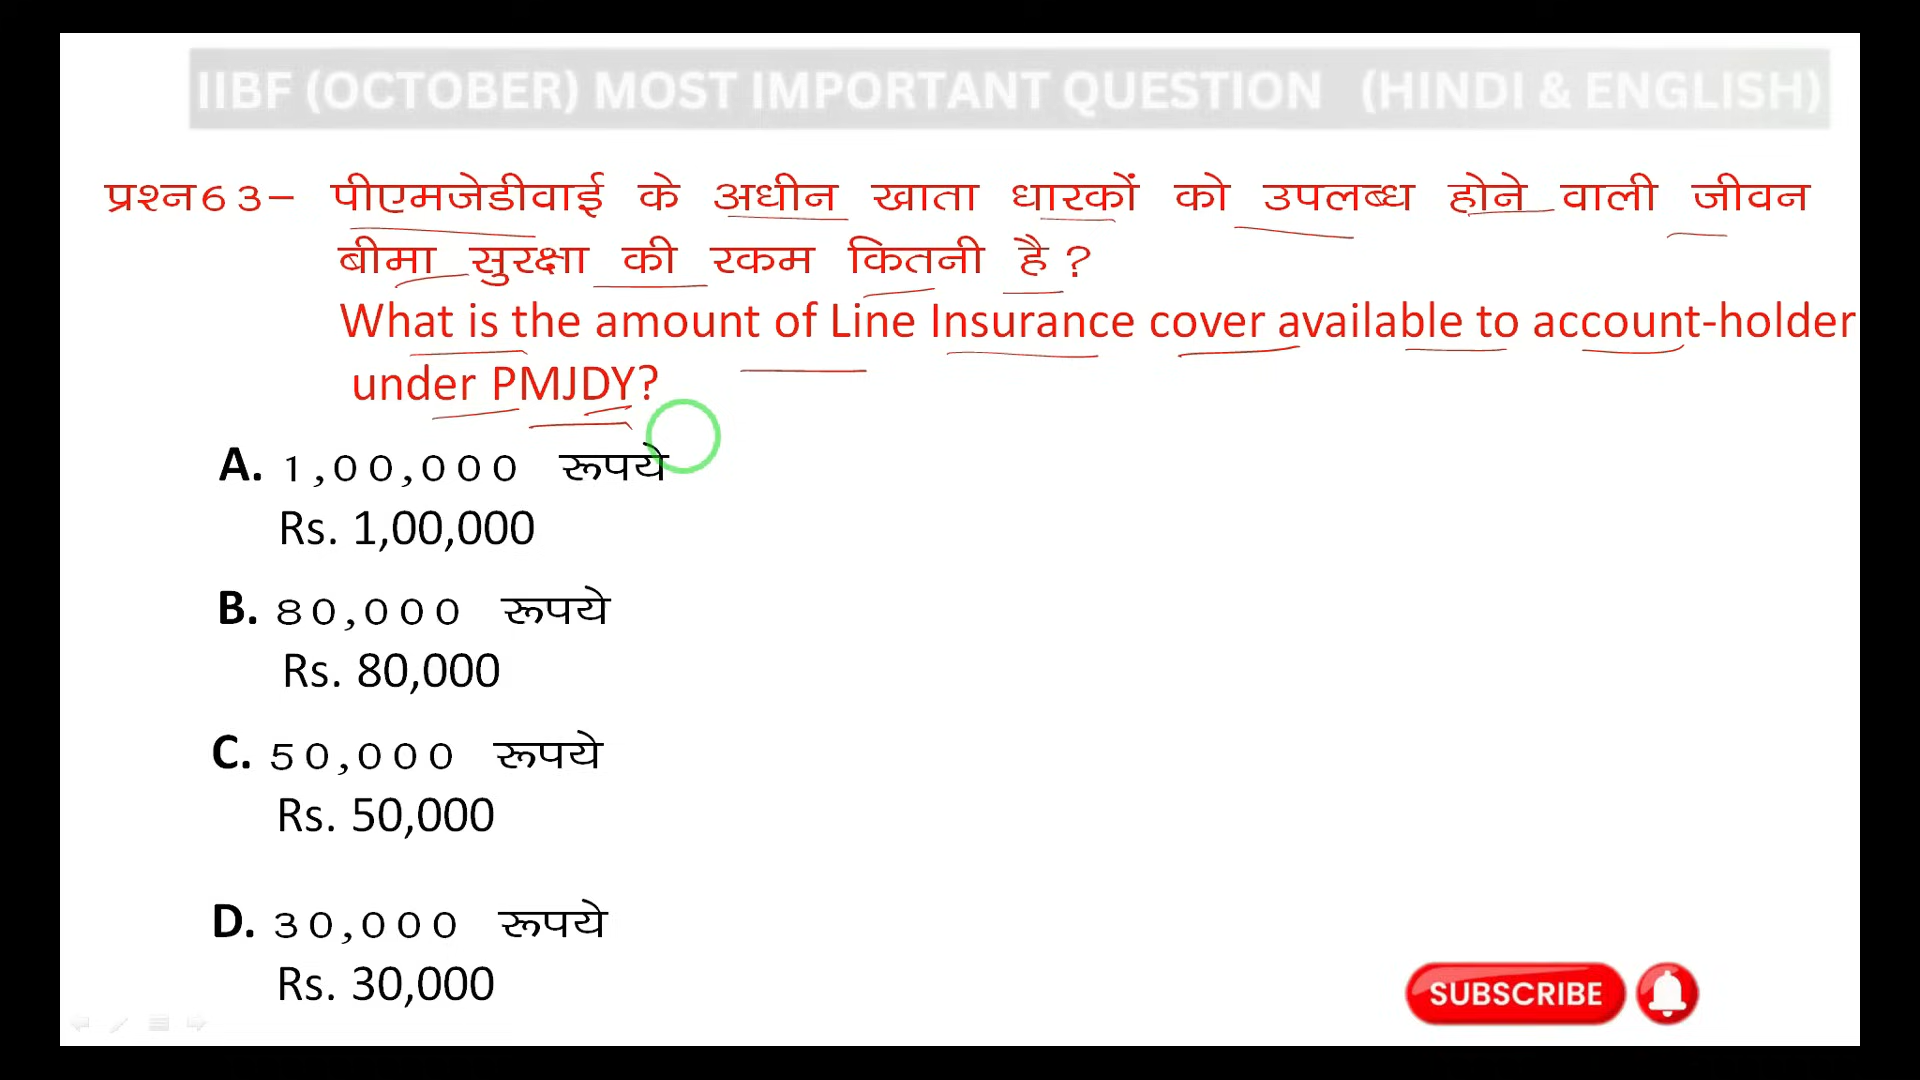 IIBF (OCTOBER) MOST IMPORTANT QUESTION (HINDI & ENGLISH)
प्रश्न63- पीएमजेडीवाई के अधीन खाता धारकों को उपलब्ध होने वाली जीवन
बीमा सुरक्षा की रकम कितनी है ?
What is the amount of Line Insurance cover available to account-holder
under PMJDY?
A. 1,00,000 रूपये
Rs. 1,00,000
B. 80,000 रूपये
Rs. 80,000
C. 50,000 रूपये
Rs. 50,000
D. 30,000 रूपये
Rs. 30,000
SUBSCRIBE